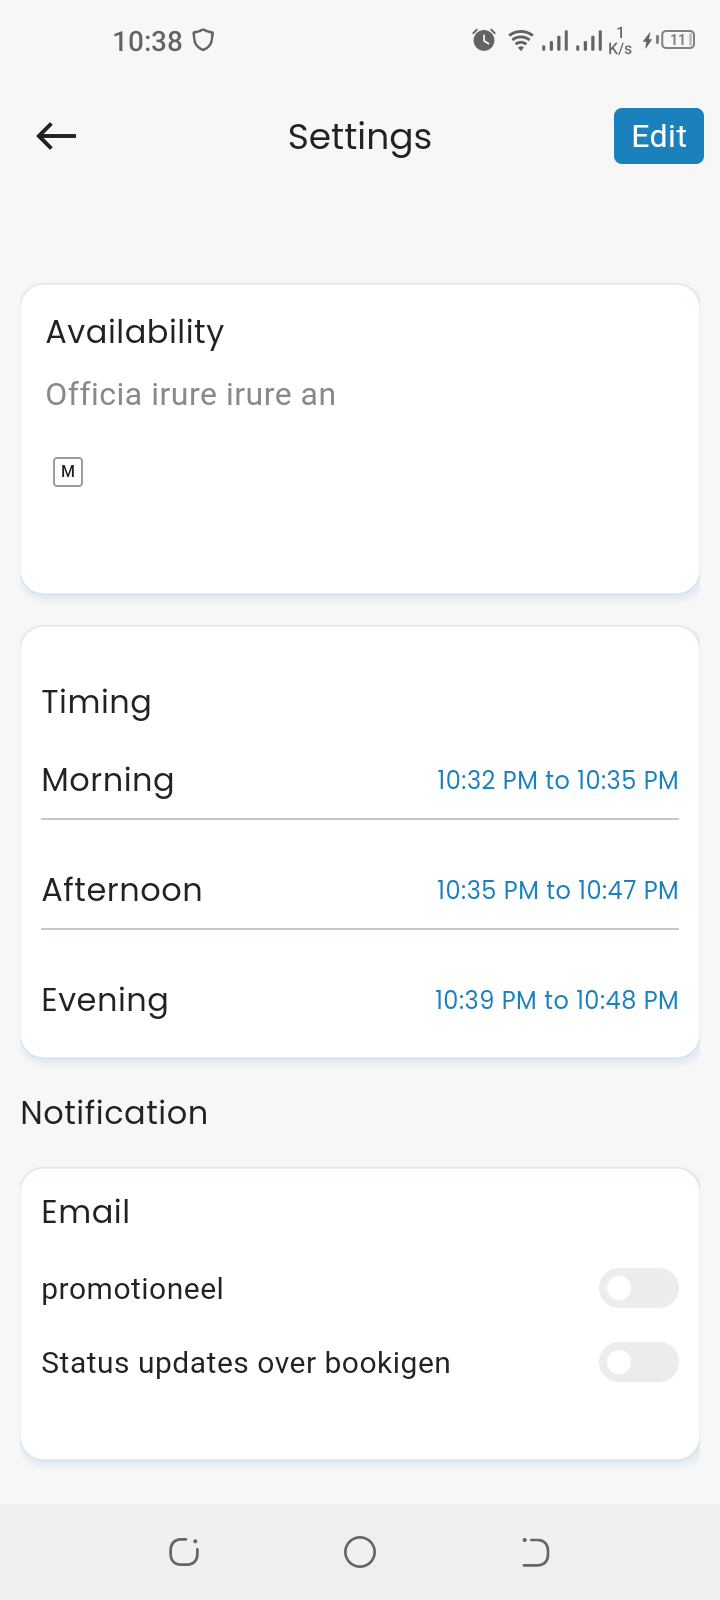 10:38
1
K/s
11
Settings
Edit
Availability
Officia irure irure an
M
Timing
Morning
10:32 PM to 10:35 PM
Afternoon
10:35 PM to 10:47 PM
Evening
10:39 PM to 10:48 PM
Notification
Email
promotioneel
Status updates over bookigen